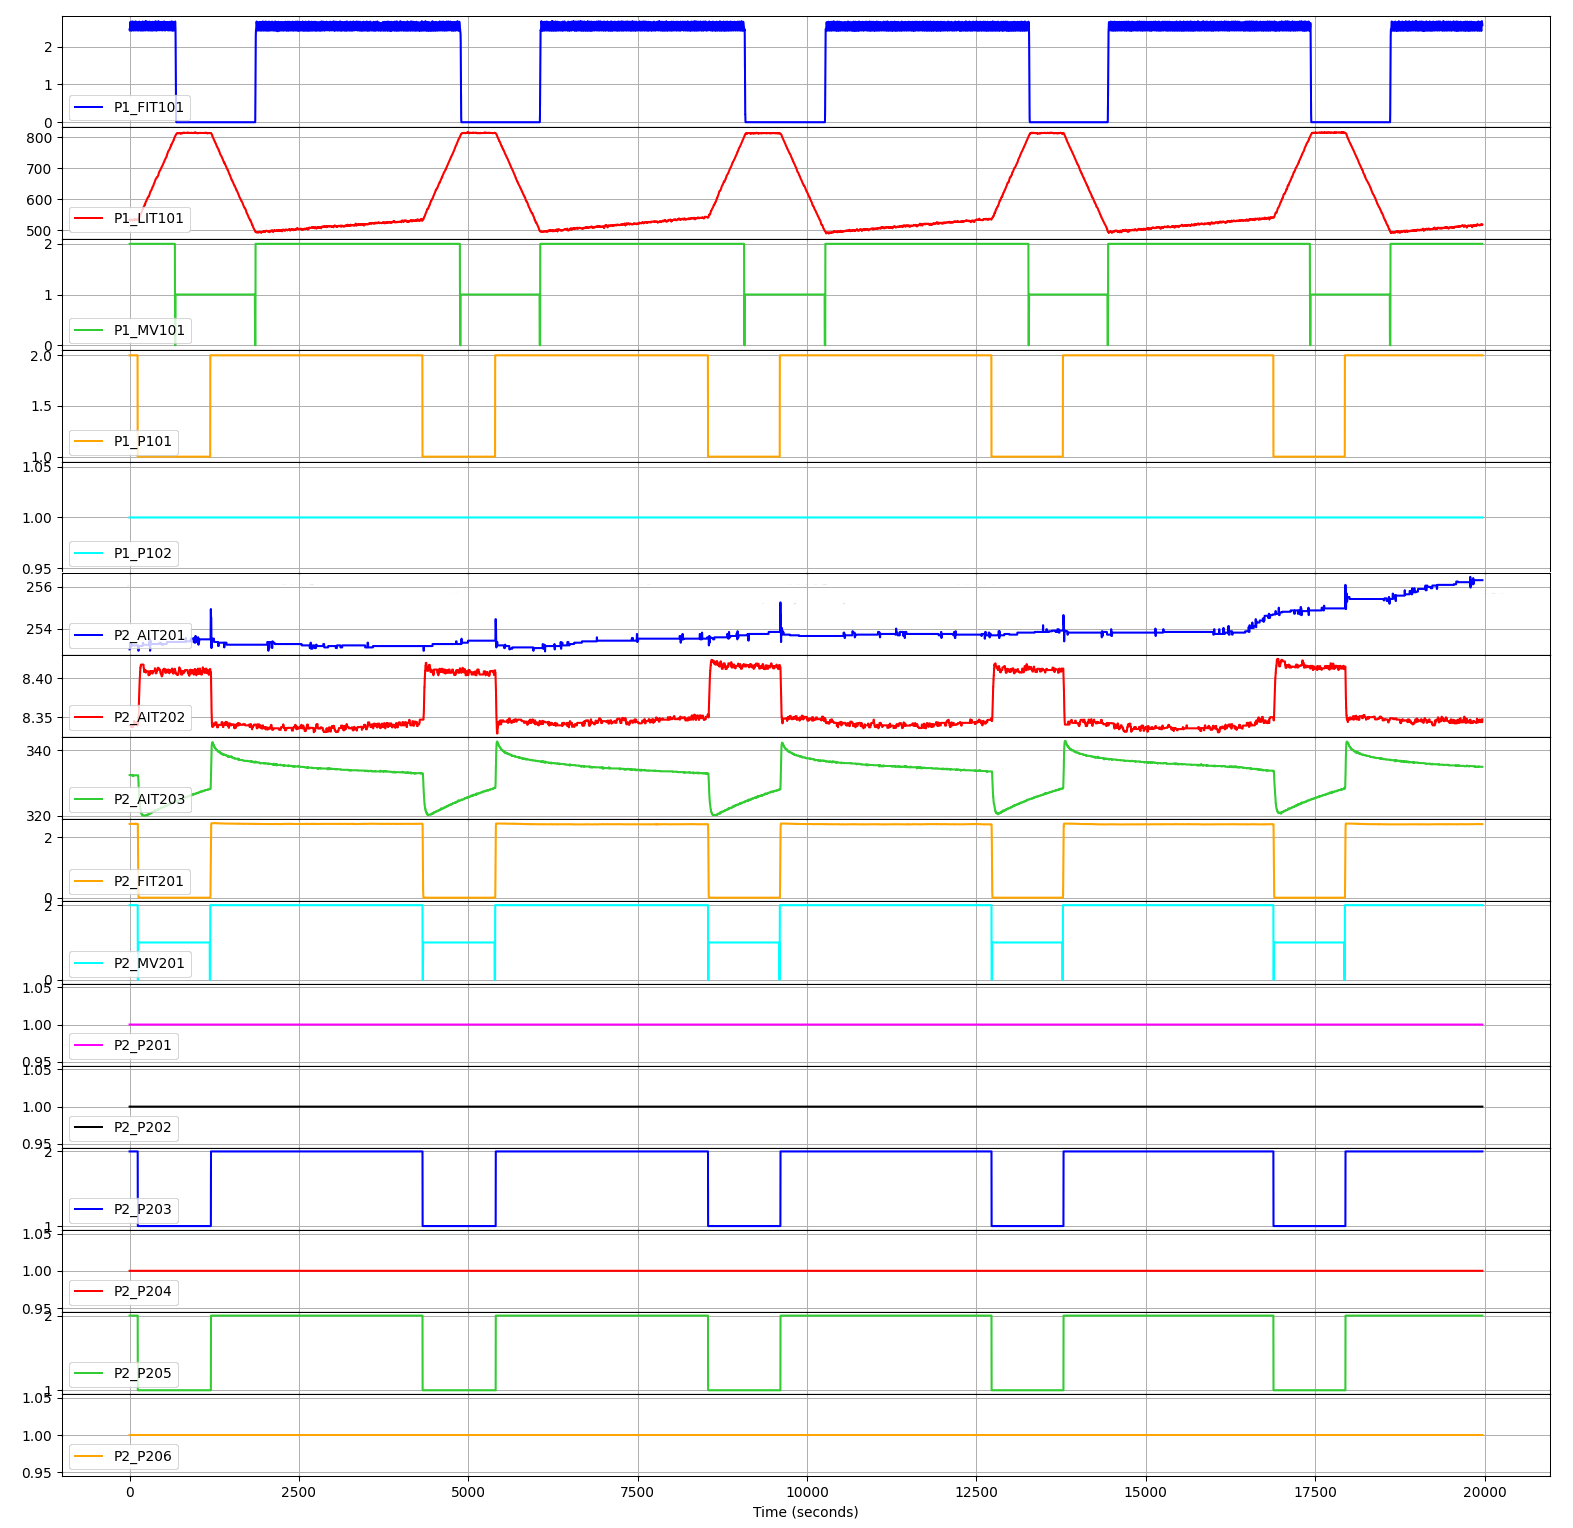 2
1
0
P1_FIT101
800
700
600
500
P1_LIT101
2
1
0
P1_MV101
2.0
1.5
1.0
P1_P101
1.05
1.00
0.95
P1_P102
256
254
P2_AIT201
8.40
8.35
P2_AIT202
340
320
P2_AIT203
2
0
P2_FIT201
2
0
P2_MV201
1.05
1.00
0.95
P2_P201
1.05
1.00
0.95
P2_P202
2
1
P2_P203
1.05
1.00
0.95
P2_P204
2
1
P2_P205
1.05
1.00
0.95
P2_P206
0 2500 5000 7500 10000 12500 15000 17500 20000
Time (seconds)